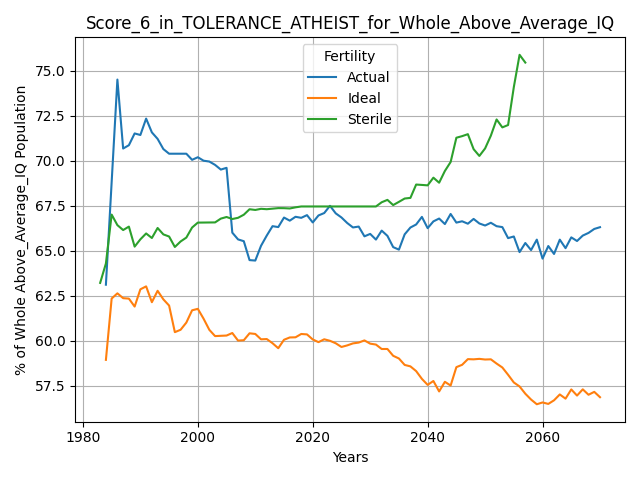 Score_6_in_TOLERANCE_ATHEIST_for_Whole_Above_Average_IQ
Fertility
Actual
Ideal
Sterile
% of Whole Above_Average_IQ Population
75.0
72.5
70.0
67.5
65.0
62.5
60.0
57.5
1980
2000
2020
2040
2060
Years